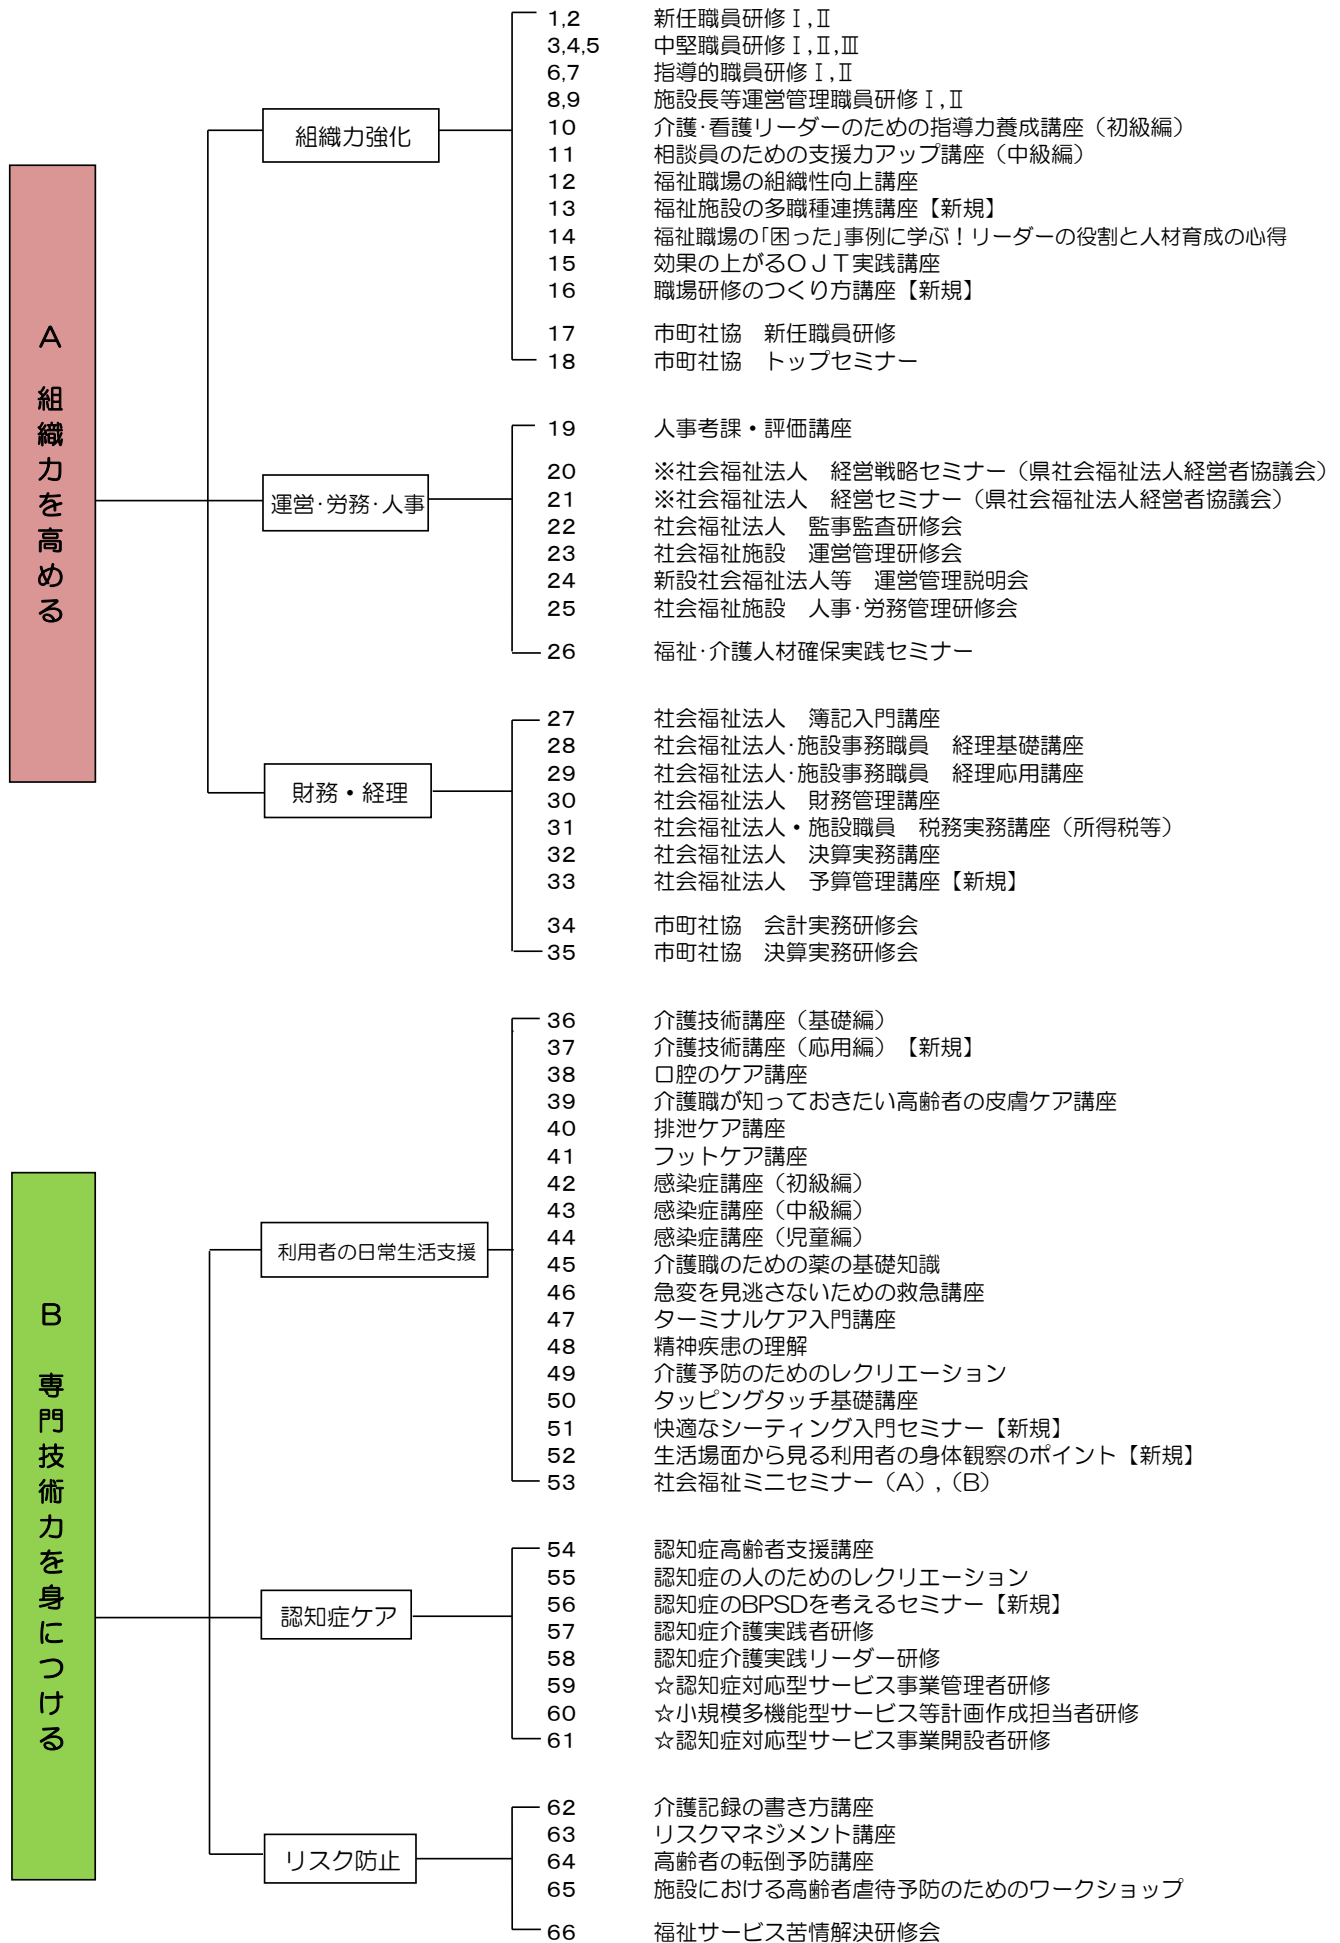 A 組織力を高める
組織力強化
1,2 新任職員研修Ⅰ,Ⅱ
3,4,5 中堅職員研修Ⅰ,Ⅱ,Ⅲ
6,7 指導的職員研修Ⅰ,Ⅱ
8,9 施設長等運営管理職員研修Ⅰ,Ⅱ
10 介護･看護リーダーのための指導力養成講座（初級編）
11 相談員のための支援力アップ講座（中級編）
12 福祉職場の組織性向上講座
13 福祉施設の多職種連携講座【新規】
14 福祉職場の｢困った｣事例に学ぶ！リーダーの役割と人材育成の心得
15 効果の上がるＯＪＴ実践講座
16 職場研修のつくり方講座【新規】
17 市町社協　新任職員研修
18 市町社協　トップセミナー
運営･労務･人事
19 人事考課・評価講座
20 ※社会福祉法人　経営戦略セミナー（県社会福祉法人経営者協議会）
21 ※社会福祉法人　経営セミナー（県社会福祉法人経営者協議会）
22 社会福祉法人　監事監査研修会
23 社会福祉施設　運営管理研修会
24 新設社会福祉法人等　運営管理説明会
25 社会福祉施設　人事･労務管理研修会
26 福祉･介護人材確保実践セミナー
財務・経理
27 社会福祉法人　簿記入門講座
28 社会福祉法人･施設事務職員　経理基礎講座
29 社会福祉法人･施設事務職員　経理応用講座
30 社会福祉法人　財務管理講座
31 社会福祉法人・施設職員　税務実務講座（所得税等）
32 社会福祉法人　決算実務講座
33 社会福祉法人　予算管理講座【新規】
34 市町社協　会計実務研修会
35 市町社協　決算実務研修会
B 専門技術力を身につける
利用者の日常生活支援
36 介護技術講座（基礎編）
37 介護技術講座（応用編）【新規】
38 口腔のケア講座
39 介護職が知っておきたい高齢者の皮膚ケア講座
40 排泄ケア講座
41 フットケア講座
42 感染症講座（初級編）
43 感染症講座（中級編）
44 感染症講座（児童編）
45 介護職のための薬の基礎知識
46 急変を見逃さないための救急講座
47 ターミナルケア入門講座
48 精神疾患の理解
49 介護予防のためのレクリエーション
50 タッピングタッチ基礎講座
51 快適なシーティング入門セミナー【新規】
52 生活場面から見る利用者の身体観察のポイント【新規】
53 社会福祉ミニセミナー（A）,（B）
認知症ケア
54 認知症高齢者支援講座
55 認知症の人のためのレクリエーション
56 認知症のBPSDを考えるセミナー【新規】
57 認知症介護実践者研修
58 認知症介護実践リーダー研修
59 ☆認知症対応型サービス事業管理者研修
60 ☆小規模多機能型サービス等計画作成担当者研修
61 ☆認知症対応型サービス事業開設者研修
リスク防止
62 介護記録の書き方講座
63 リスクマネジメント講座
64 高齢者の転倒予防講座
65 施設における高齢者虐待予防のためのワークショップ
66 福祉サービス苦情解決研修会